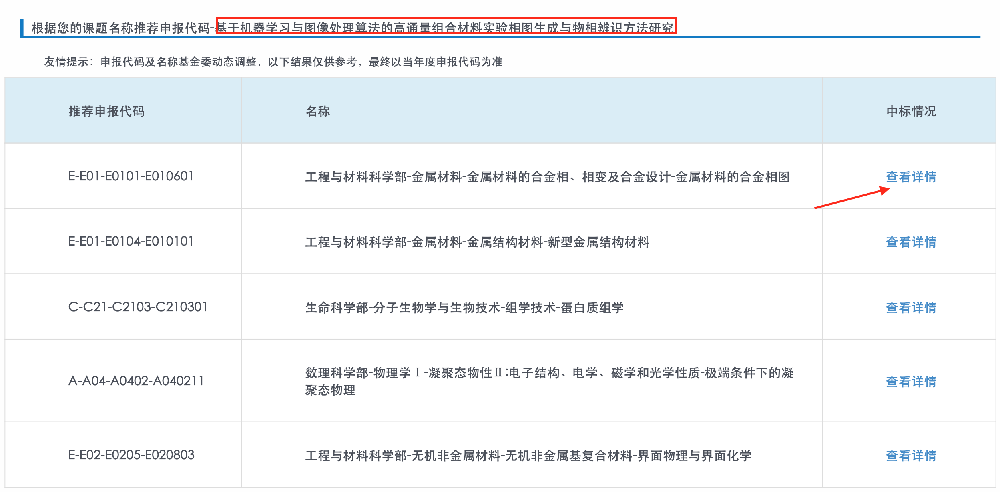 根据您的课题名称推荐申报代码-基于机器学习与图像处理算法的高通量组合材料实验相图生成与物相辨识方法研究
友情提示：申报代码及名称基金委动态调整，以下结果仅供参考，最终以当年度申报代码为准
推荐申报代码 名称 中标情况
E-E01-E0101-E010601 工程与材料科学部-金属材料-金属材料的合金相、相变及合金设计-金属材料的合金相图 查看详情
E-E01-E0104-E010101 工程与材料科学部-金属材料-金属结构材料-新型金属结构材料 查看详情
C-C21-C2103-C210301 生命科学部-分子生物学与生物技术-组学技术-蛋白质组学 查看详情
A-A04-A0402-A040211 数理科学部-物理学Ⅰ-凝聚态物性Ⅱ:电子结构、电学、磁学和光学性质-极端条件下的凝 查看详情
聚态物理
E-E02-E0205-E020803 工程与材料科学部-无机非金属材料-无机非金属基复合材料-界面物理与界面化学 查看详情